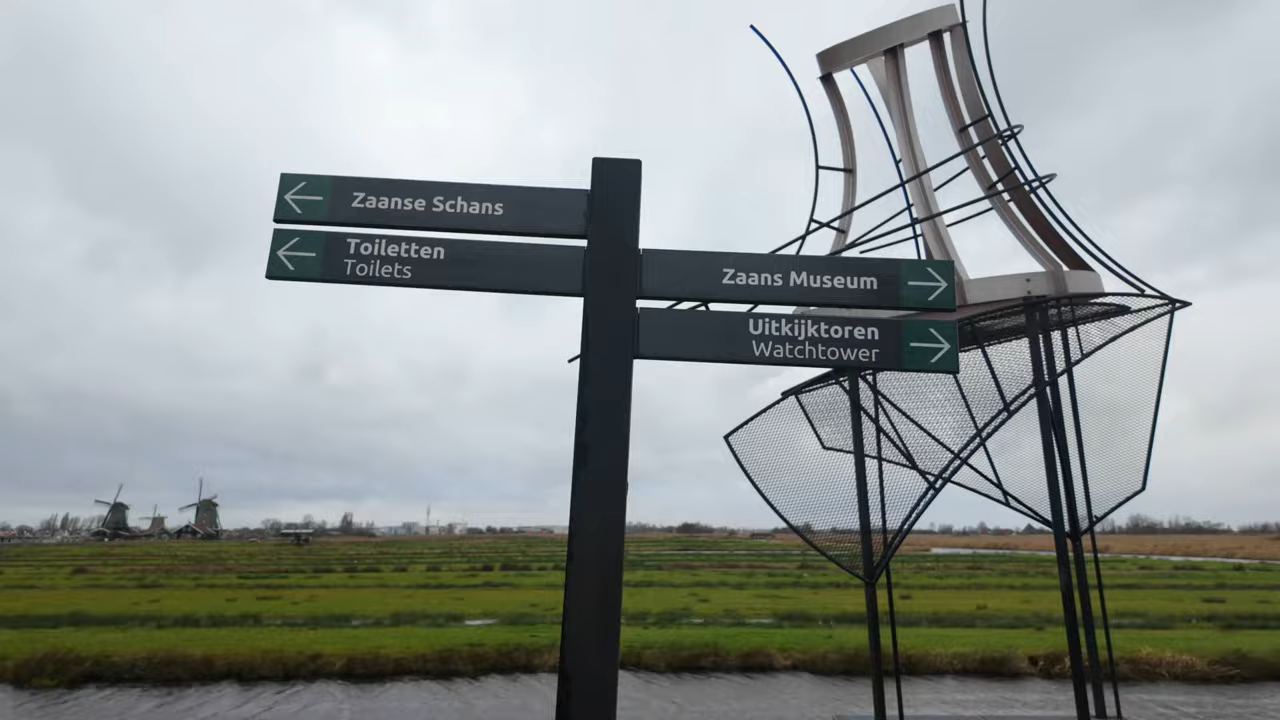 Zaanse Schans
Toiletten
Toilets
Zaans Museum
Uitkijktoren
Watchtower